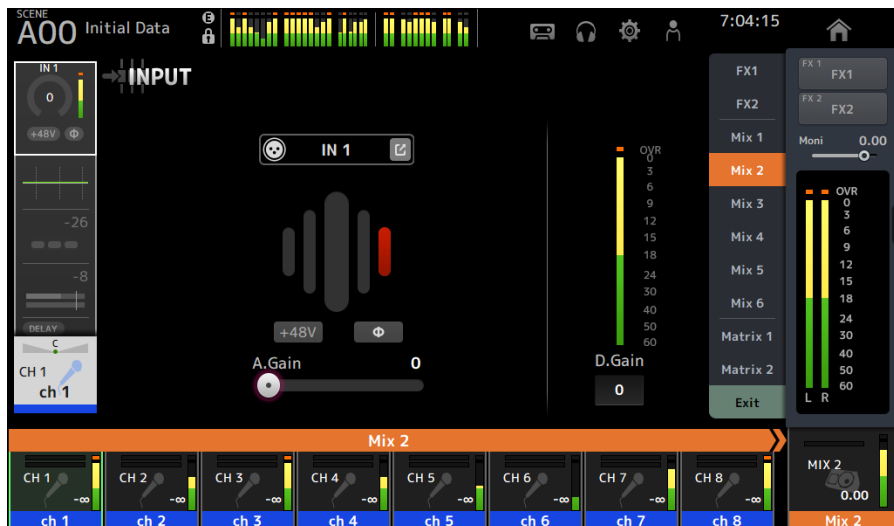 SCENE
A00 Initial Data
E
7:04:15
IN 1
0
+48V Φ
-26
-8
DELAY
C
CH 1
ch 1
INPUT
IN 1
+48V Φ
A.Gain 0
OVR
0
3
6
9
12
15
18
24
30
40
50
60
D.Gain
0
FX1
FX2
Mix 1
Mix 2
Mix 3
Mix 4
Mix 5
Mix 6
Matrix 1
Matrix 2
Exit
FX 1
FX1
FX 2
FX2
Moni 0.00
OVR
0
3
6
9
12
15
18
24
30
40
50
60
L R
Mix 2
CH 1
-∞
ch 1
CH 2
-∞
ch 2
CH 3
-∞
ch 3
CH 4
-∞
ch 4
CH 5
-∞
ch 5
CH 6
-∞
ch 6
CH 7
-∞
ch 7
CH 8
-∞
ch 8
MIX 2
0.00
Mix 2